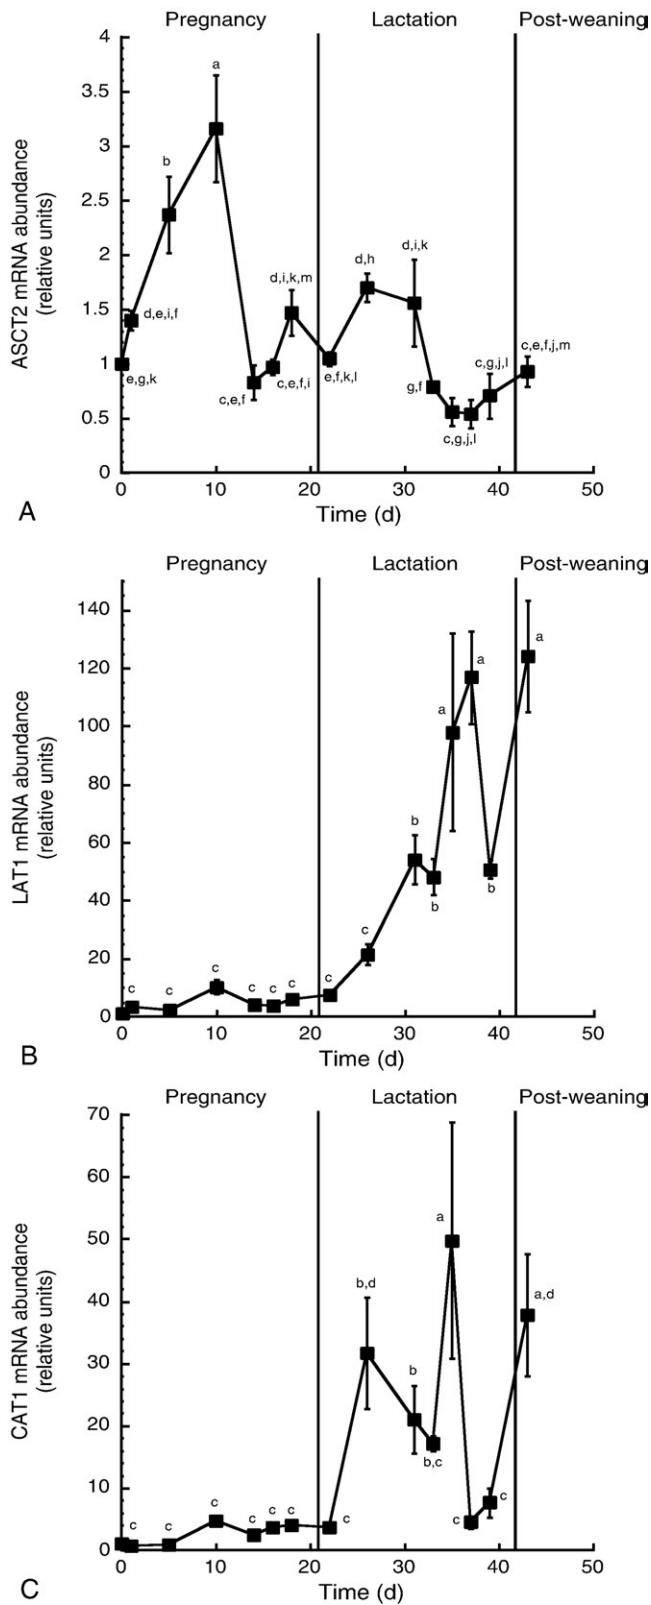 Pregnancy Lactation Post-weaning
4
3.5
3
2.5
2
1.5
1
0.5
0
ASCT2 mRNA abundance
(relative units)
a
b
d,e,i,f
e,g,k
c,e,f
c,e,f,i
d,i,k,m
e,f,k,l
d,h
d,i,k
g,f
c,g,j,l
c,g,j,l
c,e,f,j,m
0 10 20 30 40 50
Time (d)
A
Pregnancy Lactation Post-weaning
140
120
100
80
60
40
20
0
LAT1 mRNA abundance
(relative units)
c c c c c c c c
b
b
a
a
b
a
0 10 20 30 40 50
Time (d)
B
Pregnancy Lactation Post-weaning
70
60
50
40
30
20
10
0
CAT1 mRNA abundance
(relative units)
c c c c c c c
b,d
b
b,c
a
c
c
a,d
0 10 20 30 40 50
Time (d)
C